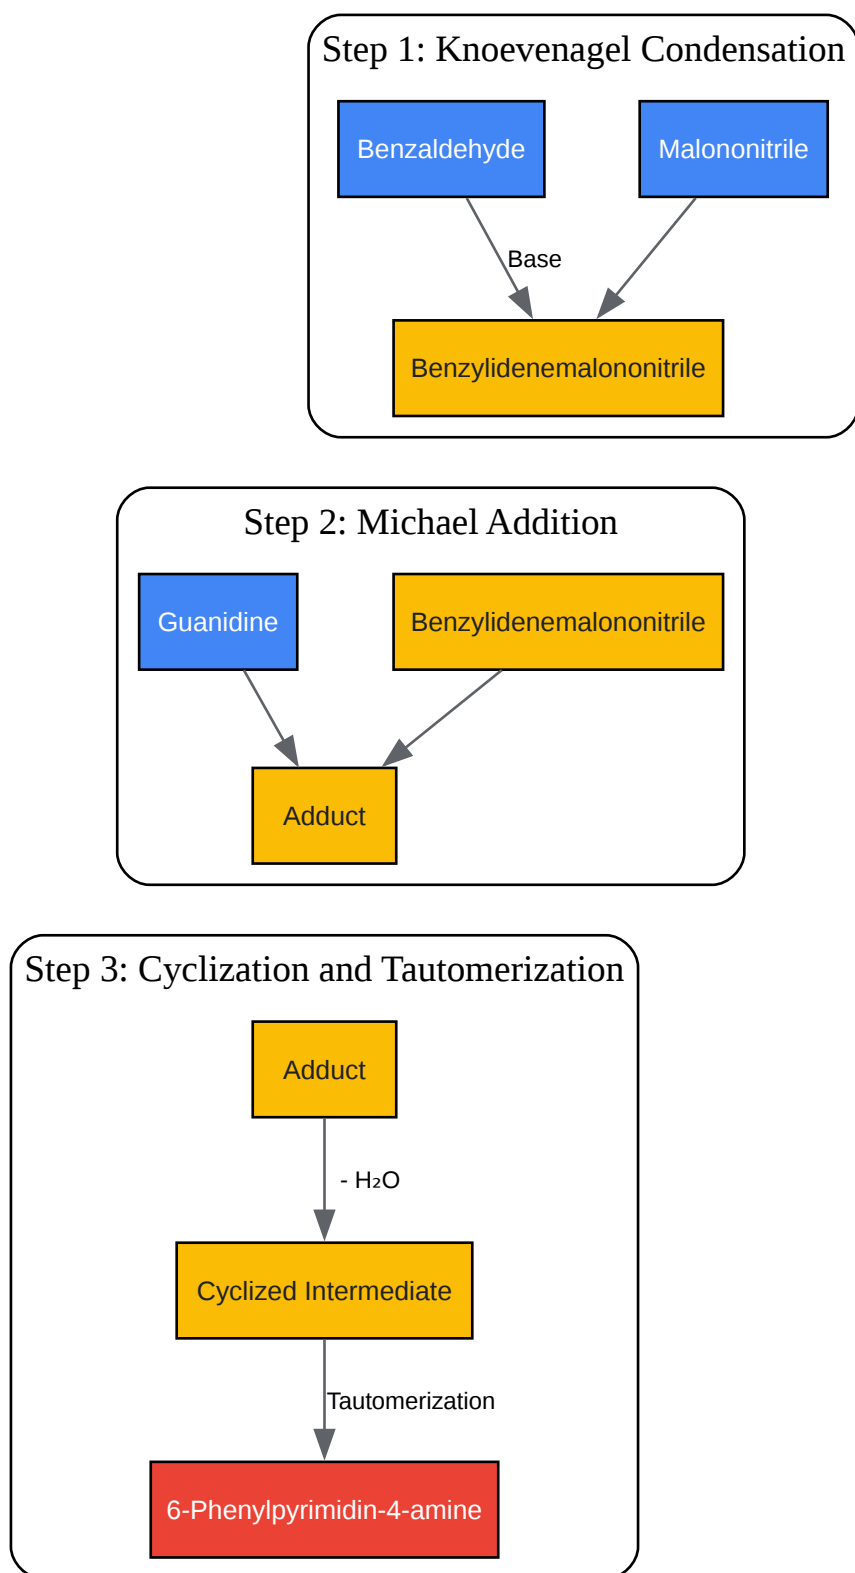 Step 1: Knoevenagel Condensation
Benzaldehyde
Malononitrile
Base
Benzylidenemalononitrile
Step 2: Michael Addition
Guanidine
Benzylidenemalononitrile
Adduct
Step 3: Cyclization and Tautomerization
Adduct
- H₂O
Cyclized Intermediate
Tautomerization
6-Phenylpyrimidin-4-amine